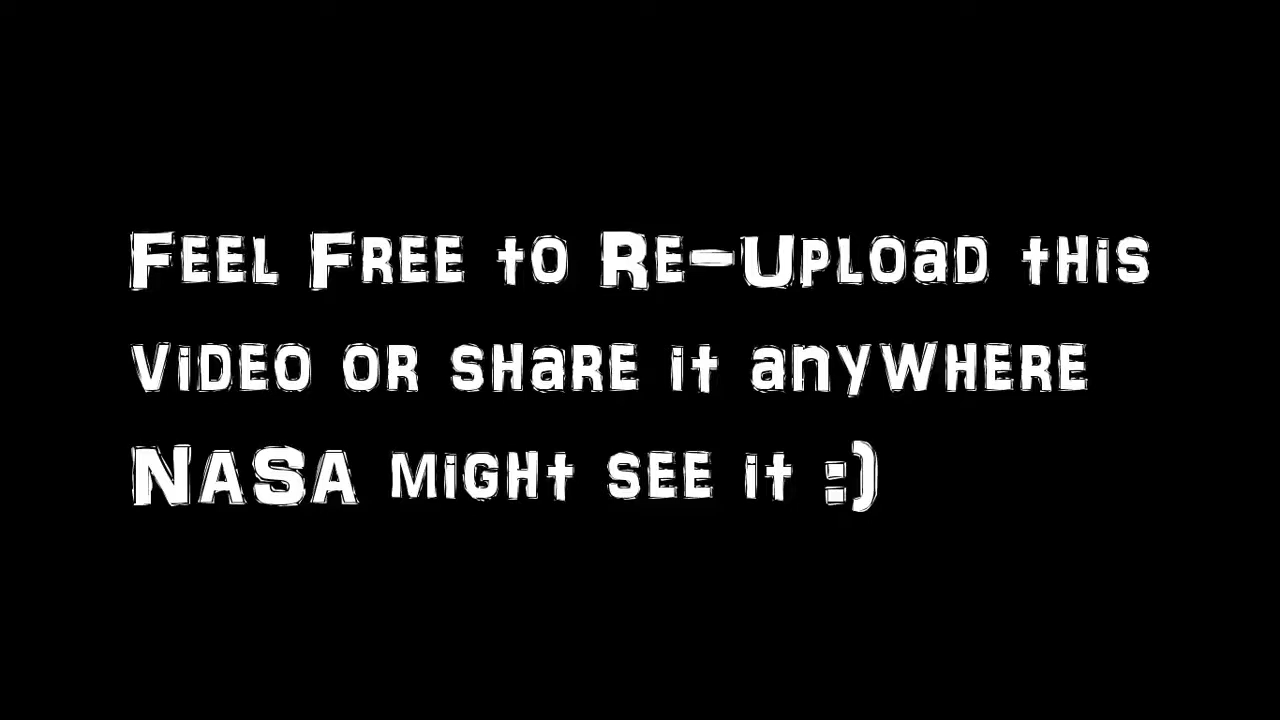 Feel Free to Re-Upload this
video or share it anywhere
NASA might see it :)